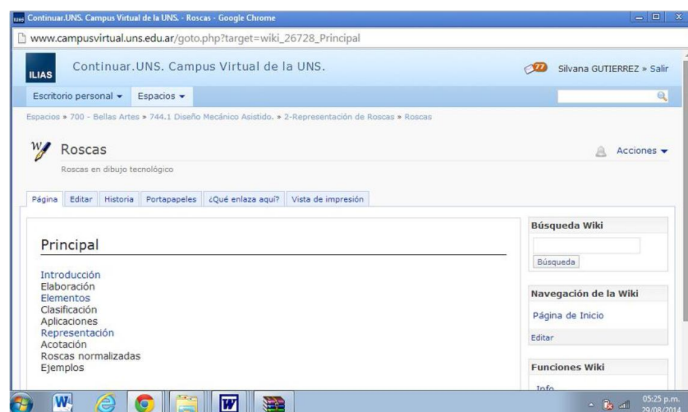 Continuar.UNS. Campus Virtual de la UNS. - Roscas - Google Chrome
www.campusvirtual.uns.edu.ar/goto.php?target=wiki_26728_Principal
ILIAS
Continuar.UNS. Campus Virtual de la UNS.
Silvana GUTIERREZ » Salir
Escritorio personal Espacios
Espacios » 700 - Bellas Artes » 744.1 Diseño Mecánico Asistido. » 2-Representación de Roscas » Roscas
W
Roscas
Acciones
Roscas en dibujo tecnológico
Página Editar Historia Portapapeles ¿Qué enlaza aquí? Vista de impresión
Principal
Introducción
Elaboración
Elementos
Clasificación
Aplicaciones
Representación
Acotación
Roscas normalizadas
Ejemplos
Búsqueda Wiki
Búsqueda
Navegación de la Wiki
Página de Inicio
Editar
Funciones Wiki
Info
W
W
05:25 p.m.
29/08/2014